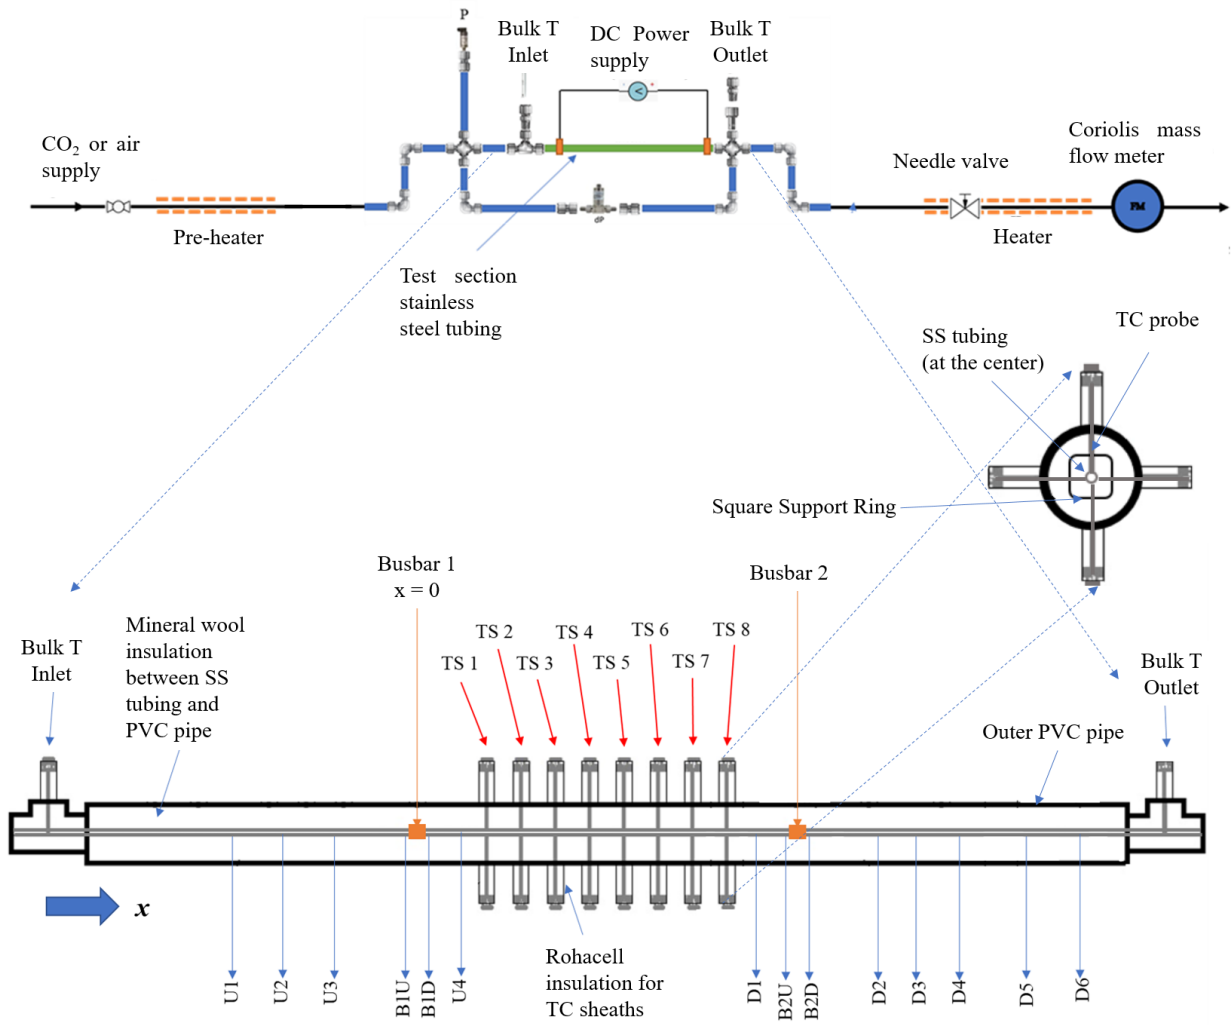 P
Bulk T
Inlet
DC Power
supply
Bulk T
Outlet
CO2 or air
supply
Pre-heater
Test section
stainless
steel tubing
Needle valve
Heater
Coriolis mass
flow meter
FM
dP
SS tubing
(at the center)
TC probe
Square Support Ring
Busbar 1
x = 0
Busbar 2
Bulk T
Inlet
Mineral wool
insulation
between SS
tubing and
PVC pipe
TS 1
TS 2
TS 3
TS 4
TS 5
TS 6
TS 7
TS 8
Outer PVC pipe
Bulk T
Outlet
x
Rohacell
insulation for
TC sheaths
U1
U2
U3
B1U
B1D
U4
D1
B2U
B2D
D2
D3
D4
D5
D6